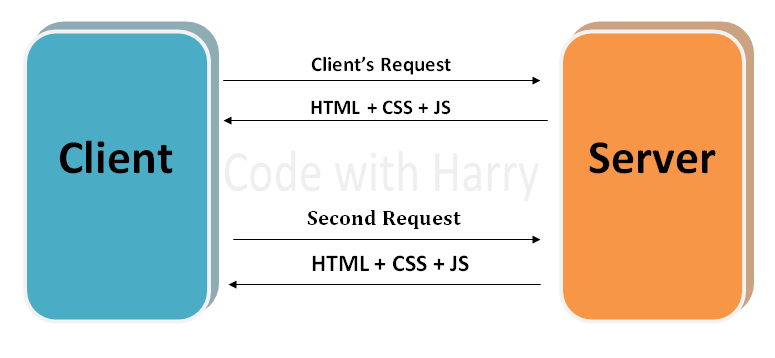 Client's Request
HTML + CSS + JS
Client
Server
Code with Harry
Second Request
HTML + CSS + JS